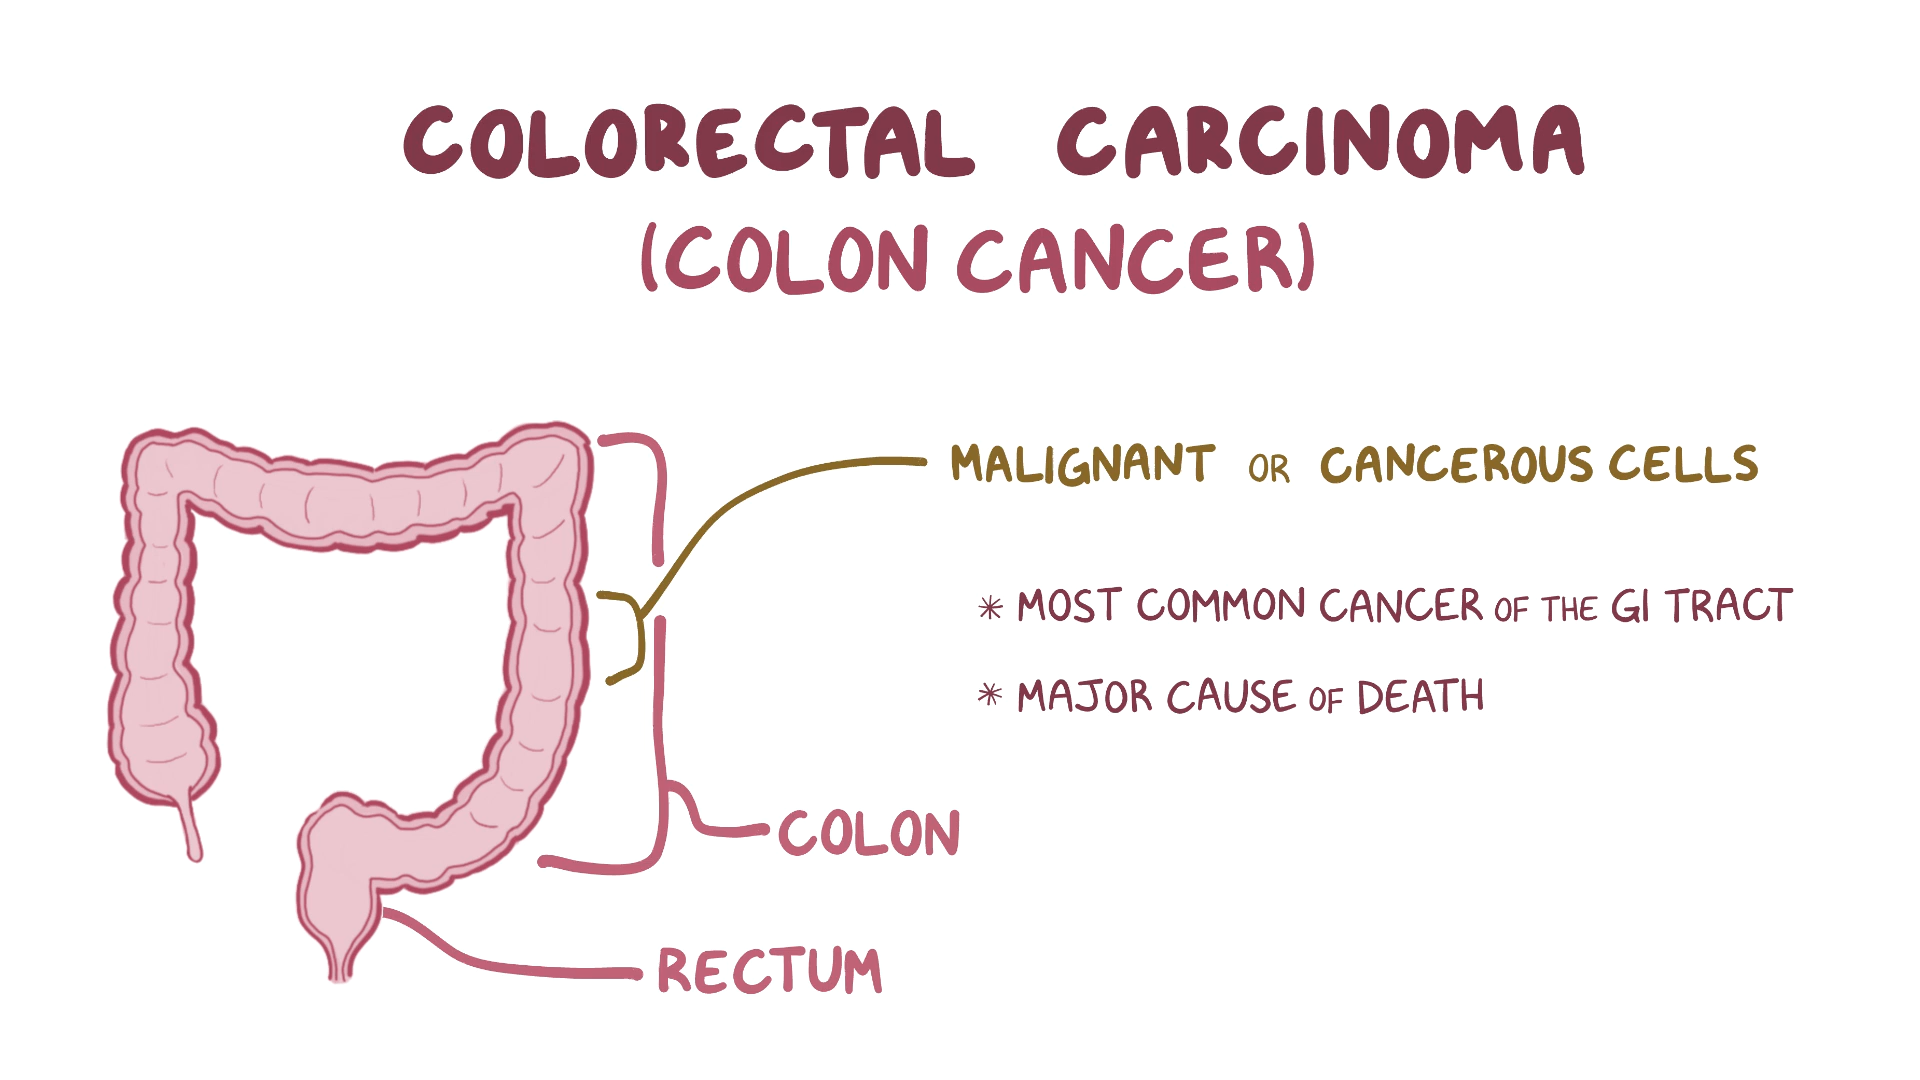 COLORECTAL CARCINOMA
(COLON CANCER)
MALIGNANT OR CANCEROUS CELLS
* MOST COMMON CANCER OF THE GI TRACT
* MAJOR CAUSE OF DEATH
COLON
RECTUM